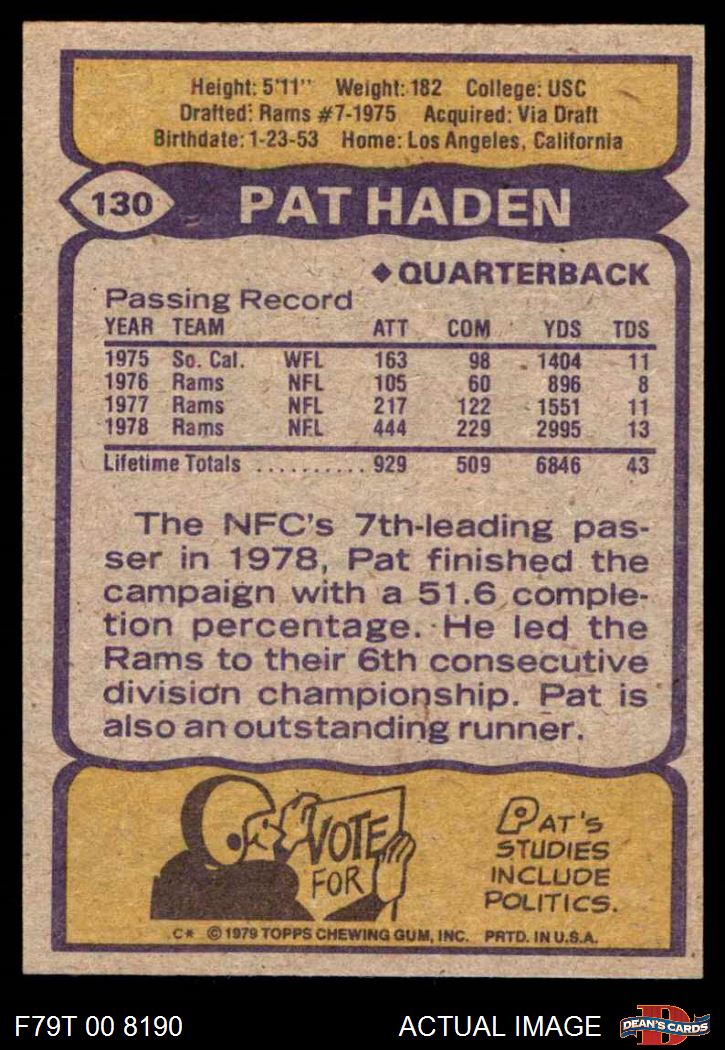 Height: 5'11" Weight: 182 College: USC
Drafted: Rams #7-1975 Acquired: Via Draft
Birthdate: 1-23-53 Home: Los Angeles, California
130 PAT HADEN
◆ QUARTERBACK
Passing Record
YEAR TEAM ATT COM YDS TDS
1975 So. Cal. WFL 163 98 1404 11
1976 Rams NFL 105 60 896 8
1977 Rams NFL 217 122 1551 11
1978 Rams NFL 444 229 2995 13
Lifetime Totals .......... 929 509 6846 43
The NFC's 7th-leading pas-
ser in 1978, Pat finished the
campaign with a 51.6 comple-
tion percentage. He led the
Rams to their 6th consecutive
division championship. Pat is
also an outstanding runner.
VOTE
FOR
PAT'S
STUDIES
INCLUDE
POLITICS.
C* © 1979 TOPPS CHEWING GUM, INC. PRTD. IN U.S.A.
F79T 00 8190 ACTUAL IMAGE
D
DEAN'S CARDS